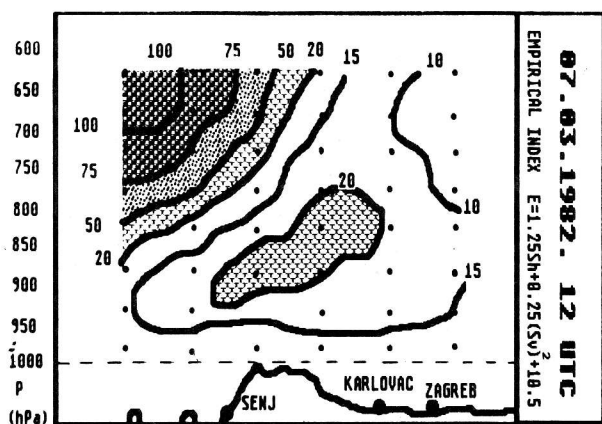 100 75 50 20 15 10
600
650
100
700
75
750
20
10
50
800
20
850
15
900
950
1000
P
(hPa)
SENJ
KARLOVAC
ZAGREB
EMPIRICAL INDEX E=1.25Sh+0.25(Sv)²+10.5
07.03.1982. 12 UTC